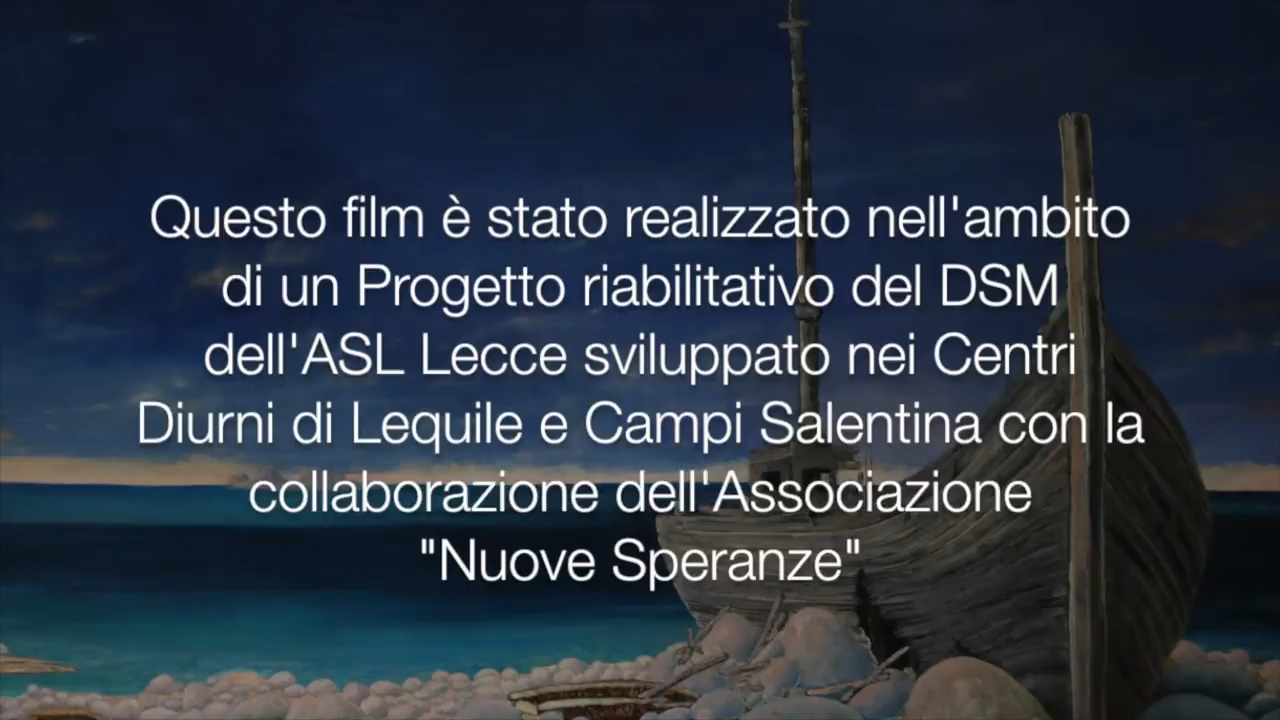 Questo film è stato realizzato nell'ambito
di un Progetto riabilitativo del DSM
dell'ASL Lecce sviluppato nei Centri
Diurni di Lequile e Campi Salentina con la
collaborazione dell'Associazione
"Nuove Speranze"